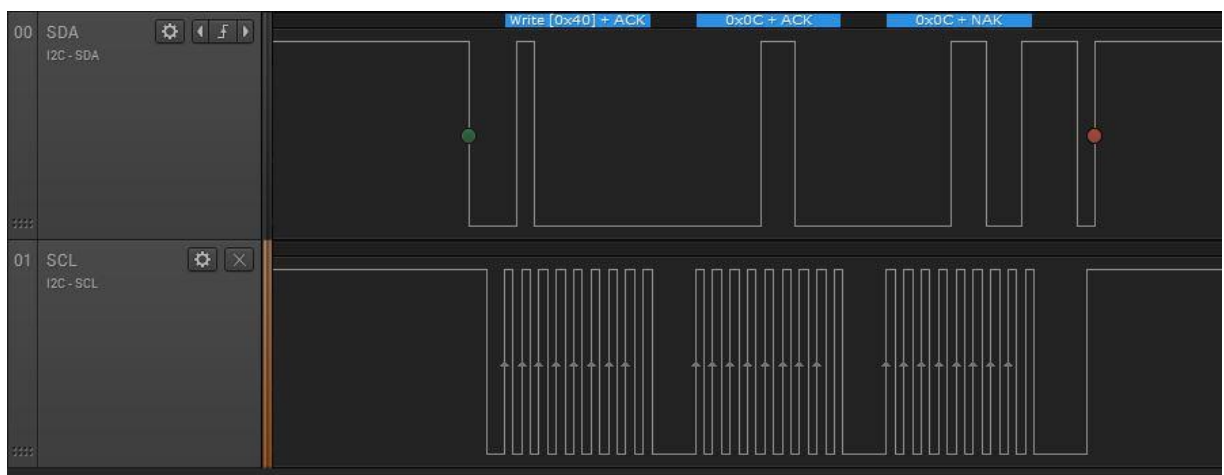 Write [0x40] + ACK 0x0C + ACK 0x0C + NAK
00 SDA
I2C - SDA
01 SCL
I2C - SCL